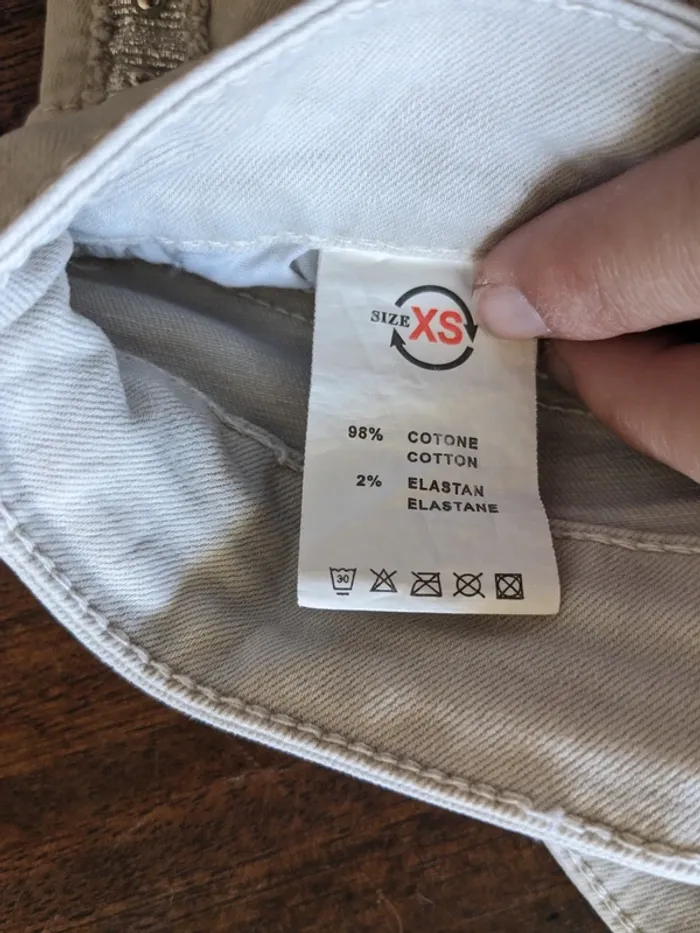 SIZE XS
98% COTONE
COTTON
2% ELASTAN
ELASTANE
30